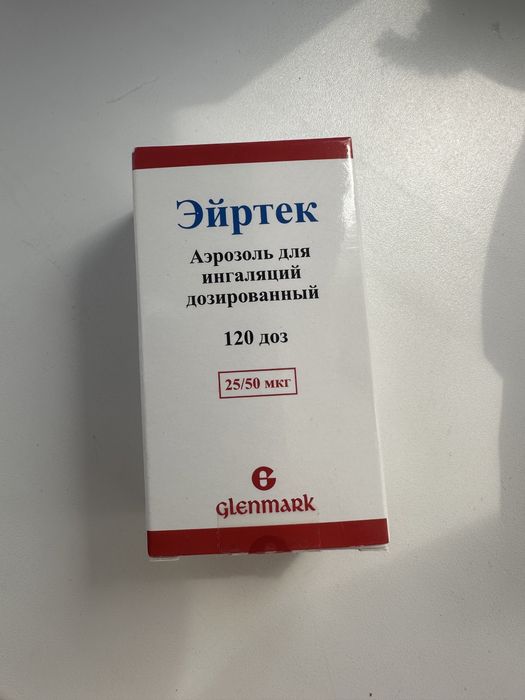 Эйртек
Аэрозоль для
ингаляций
дозированный
120 доз
25/50 мкг
glenmark